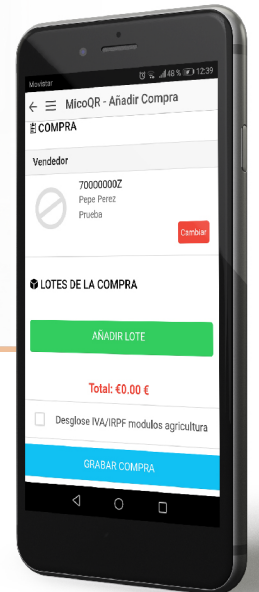 Movistar 48 % 12:39
MicoQR - Añadir Compra
COMPRA
Vendedor
70000000Z
Pepe Perez
Prueba
Cambiar
LOTES DE LA COMPRA
AÑADIR LOTE
Total: €0.00 €
Desglose IVA/IRPF modulos agricultura
GRABAR COMPRA